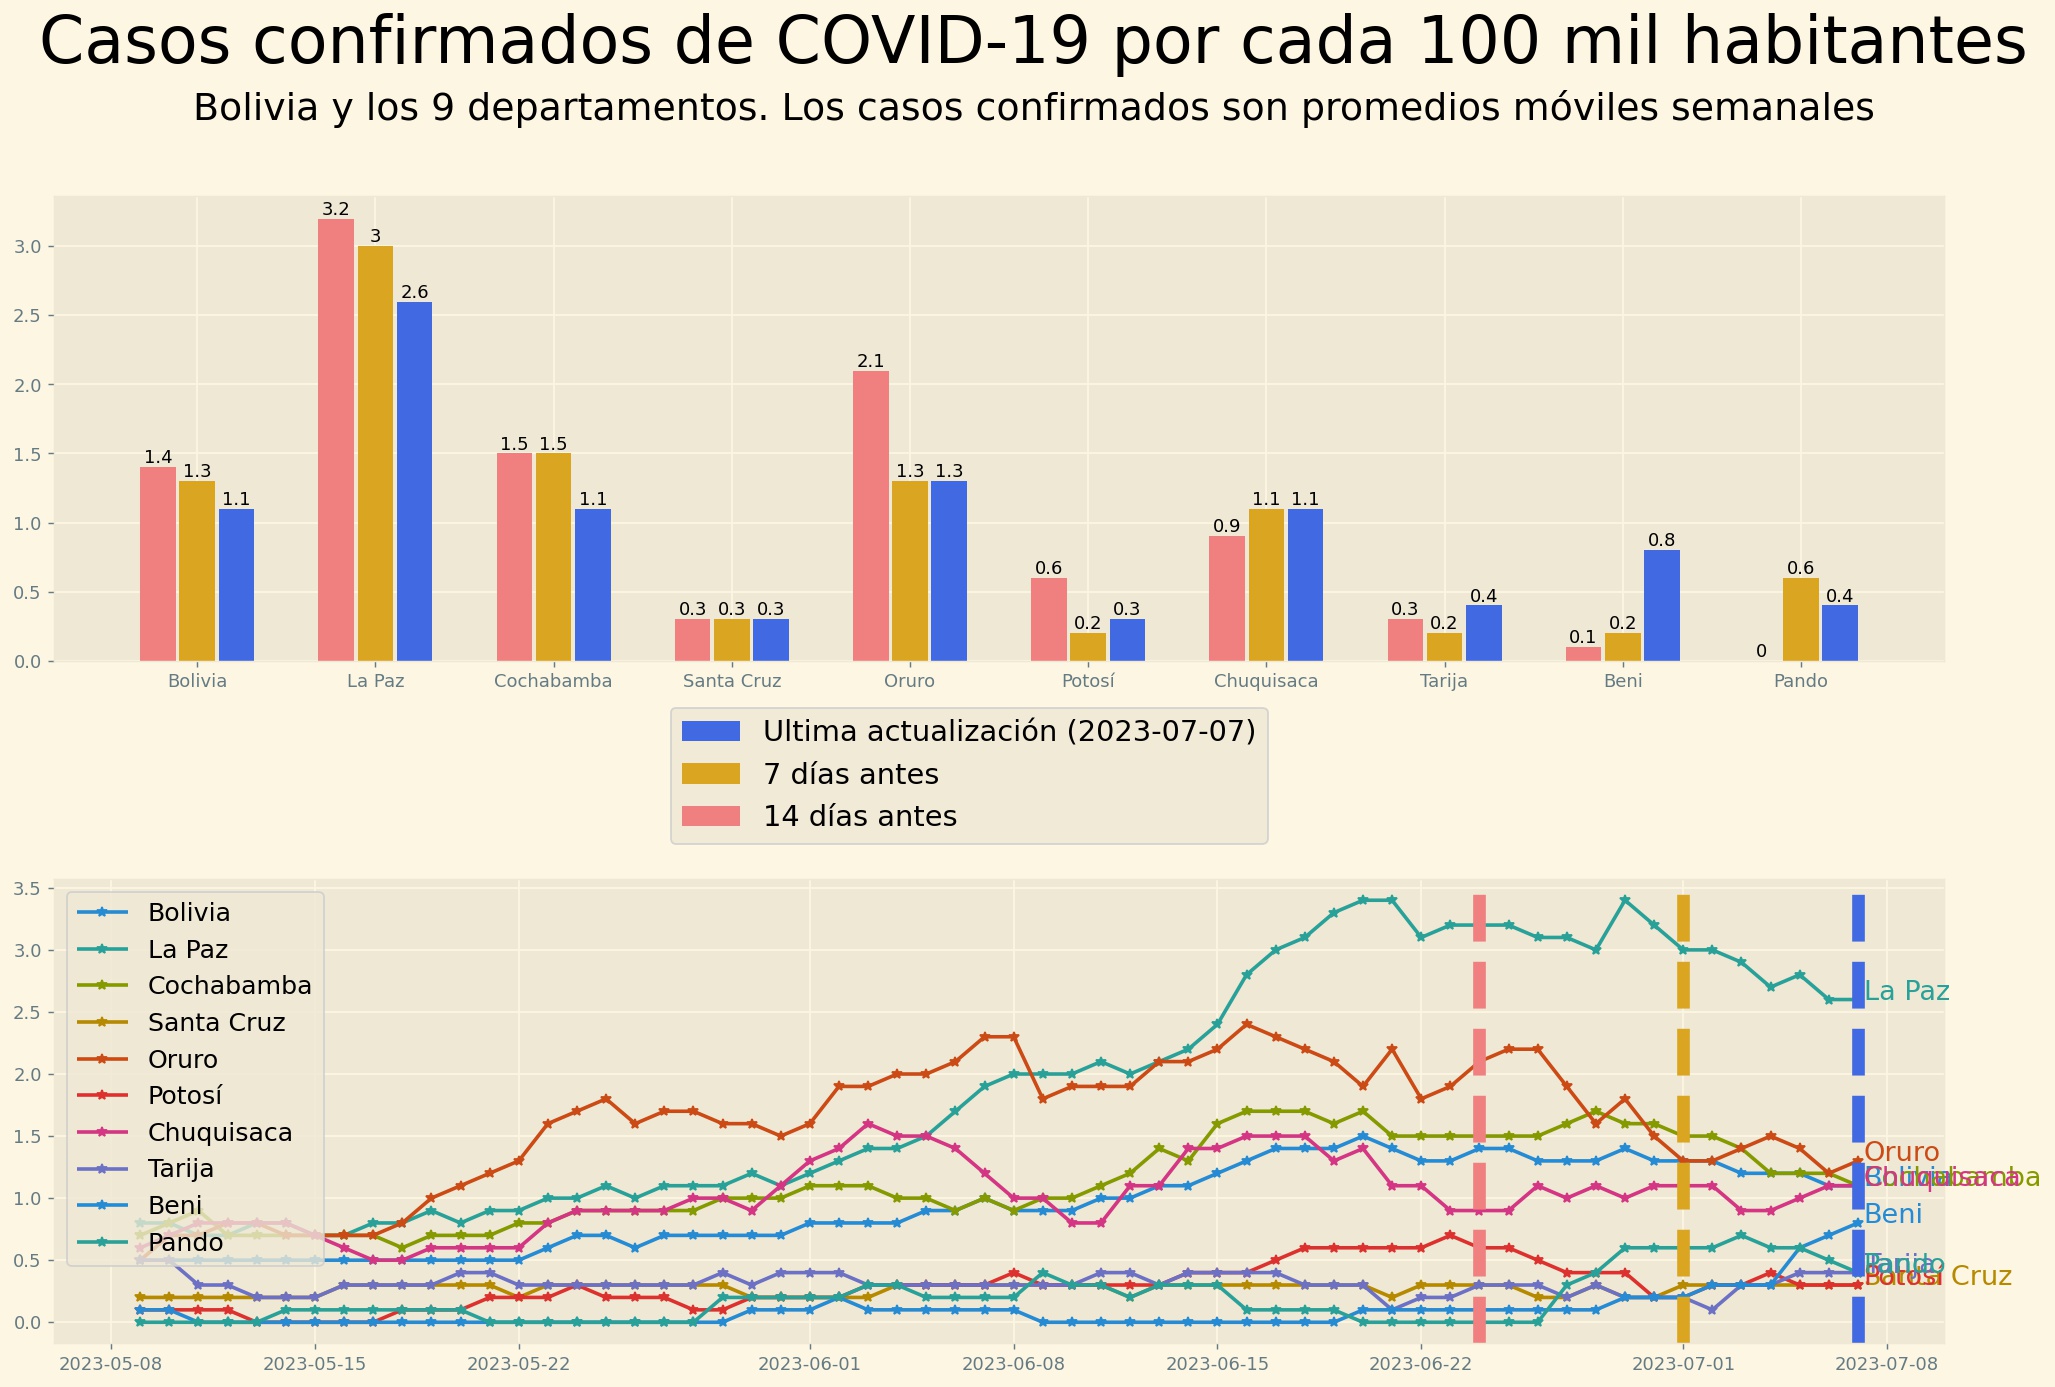 Casos confirmados de COVID-19 por cada 100 mil habitantes
Bolivia y los 9 departamentos. Los casos confirmados son promedios móviles semanales
3.0
2.5
2.0
1.5
1.0
0.5
0.0
1.4 1.3 1.1
3.2 3 2.6
1.5 1.5 1.1
0.3 0.3 0.3
2.1 1.3 1.3
0.6 0.2 0.3
0.9 1.1 1.1
0.3 0.2 0.4
0.1 0.2 0.8
0 0.6 0.4
Bolivia La Paz Cochabamba Santa Cruz Oruro Potosí Chuquisaca Tarija Beni Pando
Ultima actualización (2023-07-07)
7 días antes
14 días antes
3.5
3.0
2.5
2.0
1.5
1.0
0.5
0.0
Bolivia
La Paz
Cochabamba
Santa Cruz
Oruro
Potosí
Chuquisaca
Tarija
Beni
Pando
La Paz
Oruro
Bolivia
Cochabamba
Chuquisaca
Beni
Tarija
Pando
Potosí
Santa Cruz
2023-05-08 2023-05-15 2023-05-22 2023-06-01 2023-06-08 2023-06-15 2023-06-22 2023-07-01 2023-07-08